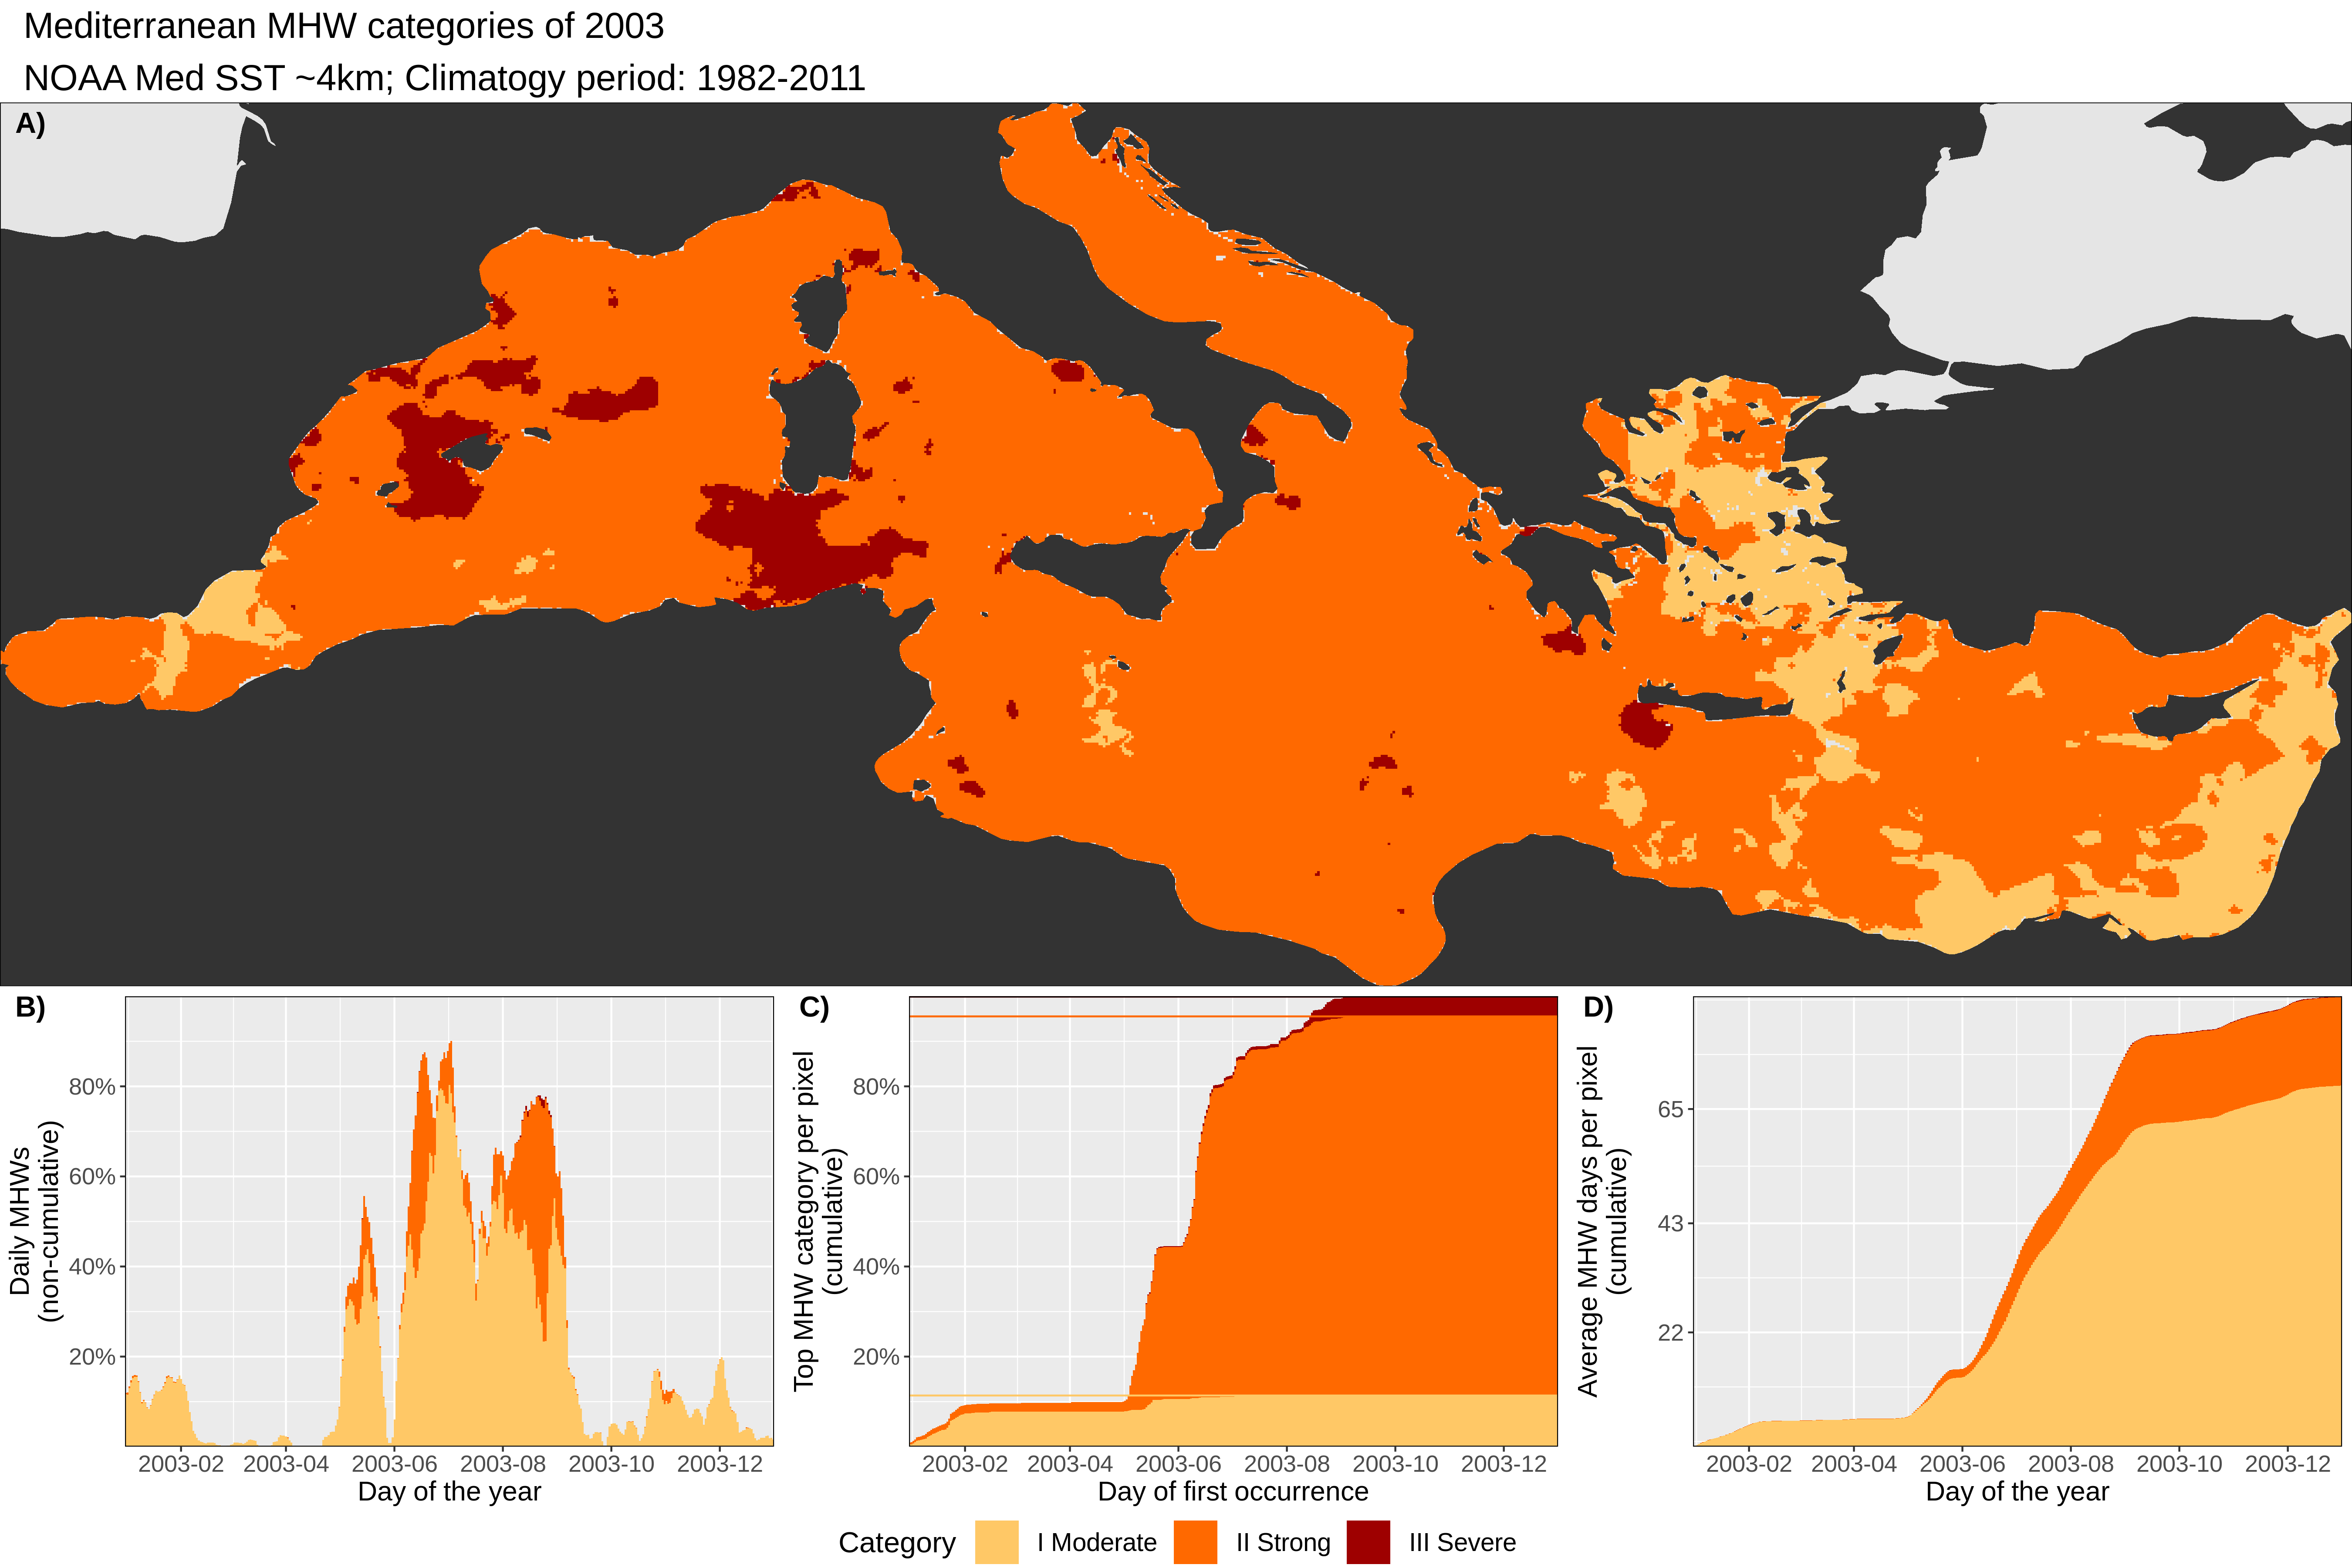 Mediterranean MHW categories of 2003
NOAA Med SST ~4km; Climatogy period: 1982-2011
A)
B)
Daily MHWs
(non-cumulative)
80%
60%
40%
20%
2003-02 2003-04 2003-06 2003-08 2003-10 2003-12
Day of the year
C)
Top MHW category per pixel
(cumulative)
80%
60%
40%
20%
2003-02 2003-04 2003-06 2003-08 2003-10 2003-12
Day of first occurrence
D)
Average MHW days per pixel
(cumulative)
65
43
22
2003-02 2003-04 2003-06 2003-08 2003-10 2003-12
Day of the year
Category I Moderate II Strong III Severe